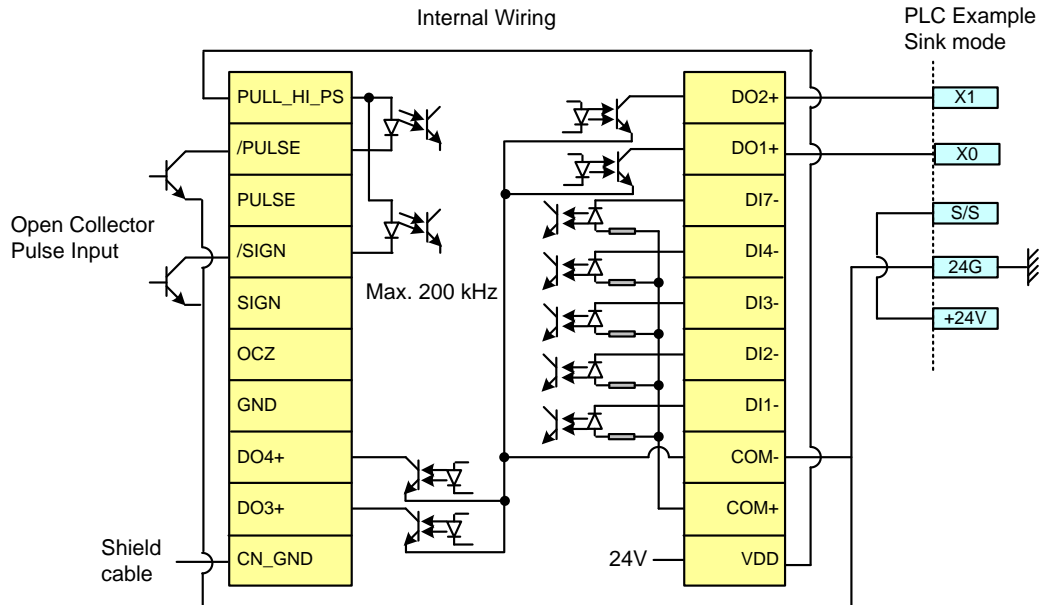 Internal Wiring
PLC Example
Sink mode
PULL_HI_PS
/PULSE
PULSE
/SIGN
SIGN
OCZ
GND
DO4+
DO3+
CN_GND
Open Collector
Pulse Input
Shield
cable
Max. 200 kHz
24V
DO2+
DO1+
DI7-
DI4-
DI3-
DI2-
DI1-
COM-
COM+
VDD
X1
X0
S/S
24G
+24V